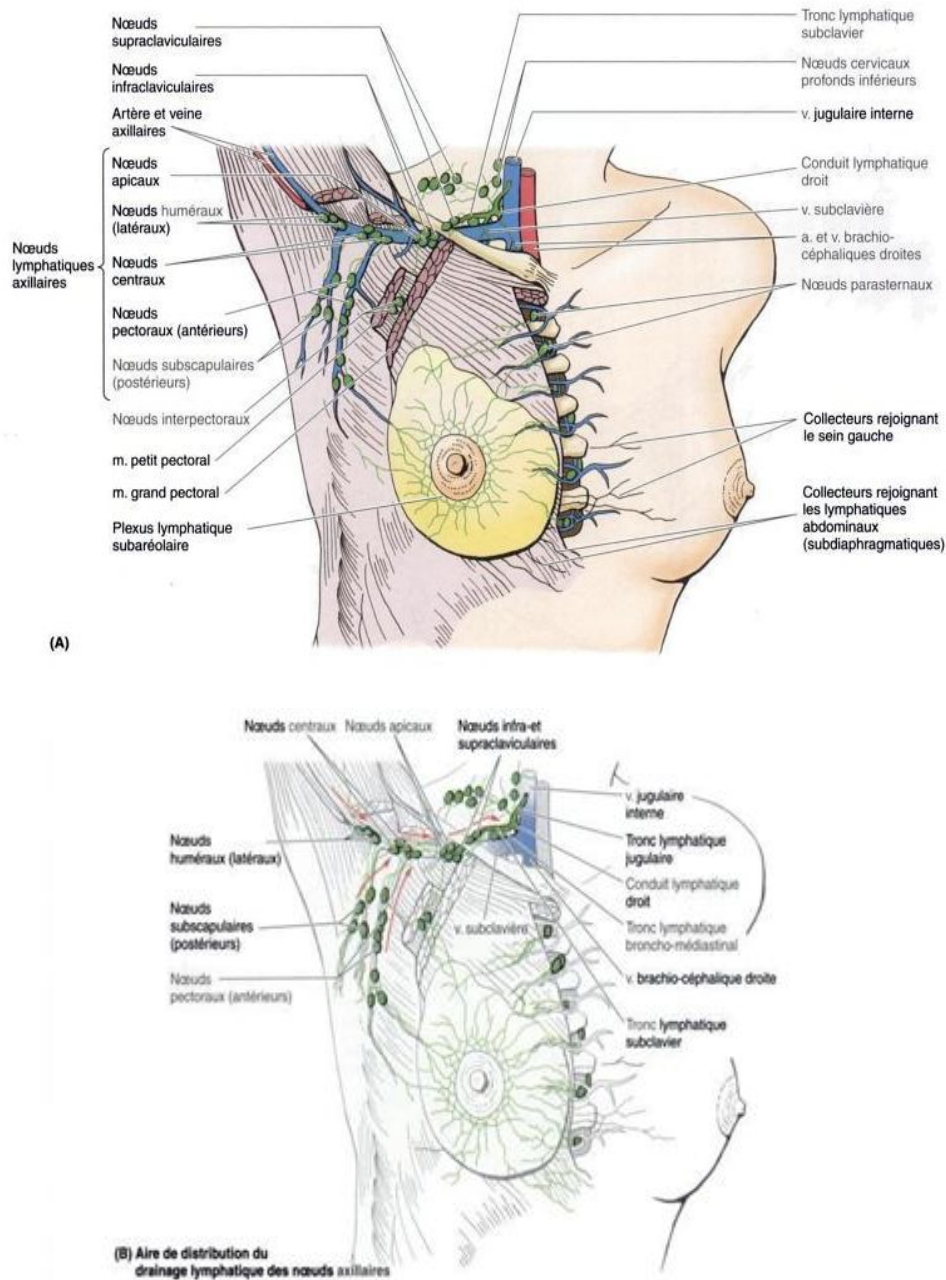 Nœuds
supraclaviculaires
Nœuds
infraclaviculaires
Artère et veine
axillaires
Nœuds
apicaux
Nœuds huméraux
(latéraux)
Nœuds
lymphatiques
axillaires
Nœuds
centraux
Nœuds
pectoraux (antérieurs)
Nœuds subscapulaires
(postérieurs)
Nœuds interpectoraux
m. petit pectoral
m. grand pectoral
Plexus lymphatique
subaréolaire
Tronc lymphatique
subclavier
Nœuds cervicaux
profonds inférieurs
v. jugulaire interne
Conduit lymphatique
droit
v. subclavière
a. et v. brachio-
céphaliques droites
Nœuds parasternaux
Collecteurs rejoignant
le sein gauche
Collecteurs rejoignant
les lymphatiques
abdominaux
(subdiaphragmatiques)
(A)
Nœuds centraux
Nœuds apicaux
Nœuds infra-et
supraclaviculaires
Nœuds
huméraux (latéraux)
Nœuds
subscapulaires
(postérieurs)
Nœuds
pectoraux (antérieurs)
v. subclavière
v. jugulaire
interne
Tronc lymphatique
jugulaire
Conduit lymphatique
droit
Tronc lymphatique
broncho-médiastinal
v. brachio-céphalique droite
Tronc lymphatique
subclavier
(B) Aire de distribution du
drainage lymphatique des nœuds axillaires